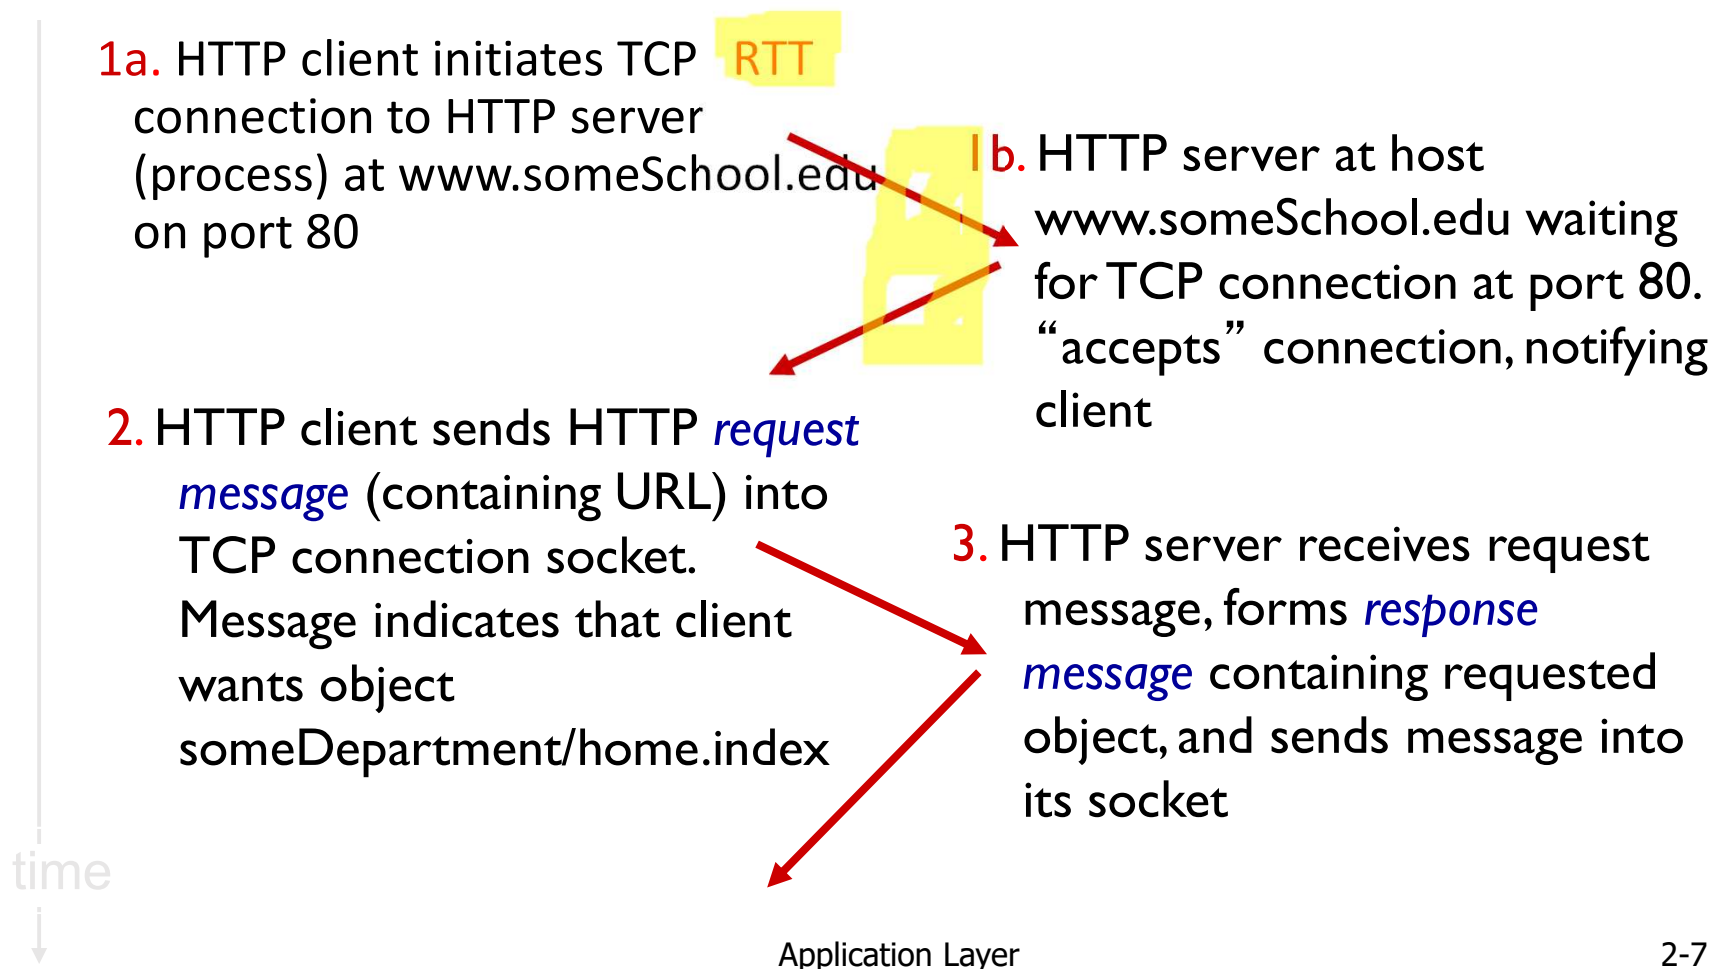 1a. HTTP client initiates TCP RTT
connection to HTTP server
(process) at www.someSchool.edu
on port 80
1b. HTTP server at host
www.someSchool.edu waiting
for TCP connection at port 80.
“accepts” connection, notifying
client
2. HTTP client sends HTTP request
message (containing URL) into
TCP connection socket.
Message indicates that client
wants object
someDepartment/home.index
3. HTTP server receives request
message, forms response
message containing requested
object, and sends message into
its socket
time
Application Layer
2-7